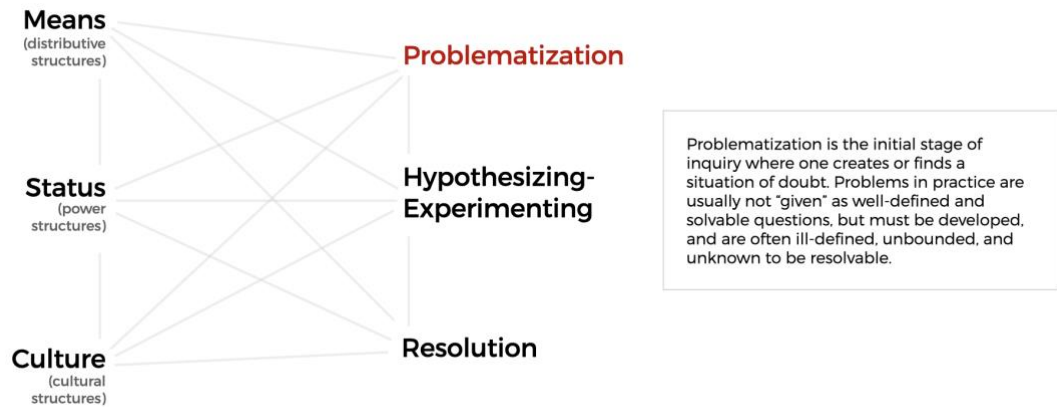 Means
(distributive
structures)
Problematization
Status
(power
structures)
Hypothesizing-
Experimenting
Culture
(cultural
structures)
Resolution
Problematization is the initial stage of
inquiry where one creates or finds a
situation of doubt. Problems in practice are
usually not "given" as well-defined and
solvable questions, but must be developed,
and are often ill-defined, unbounded, and
unknown to be resolvable.